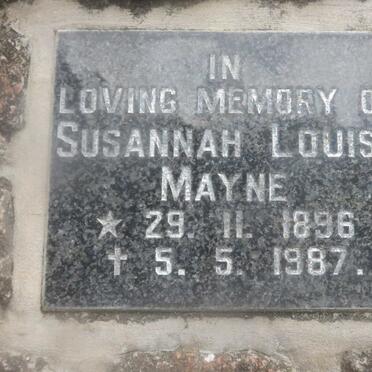 IN
LOVING MEMORY O
SUSANNAH LOUIS
MAYNE
★ 29. 11. 1896
✝ 5. 5. 1987.